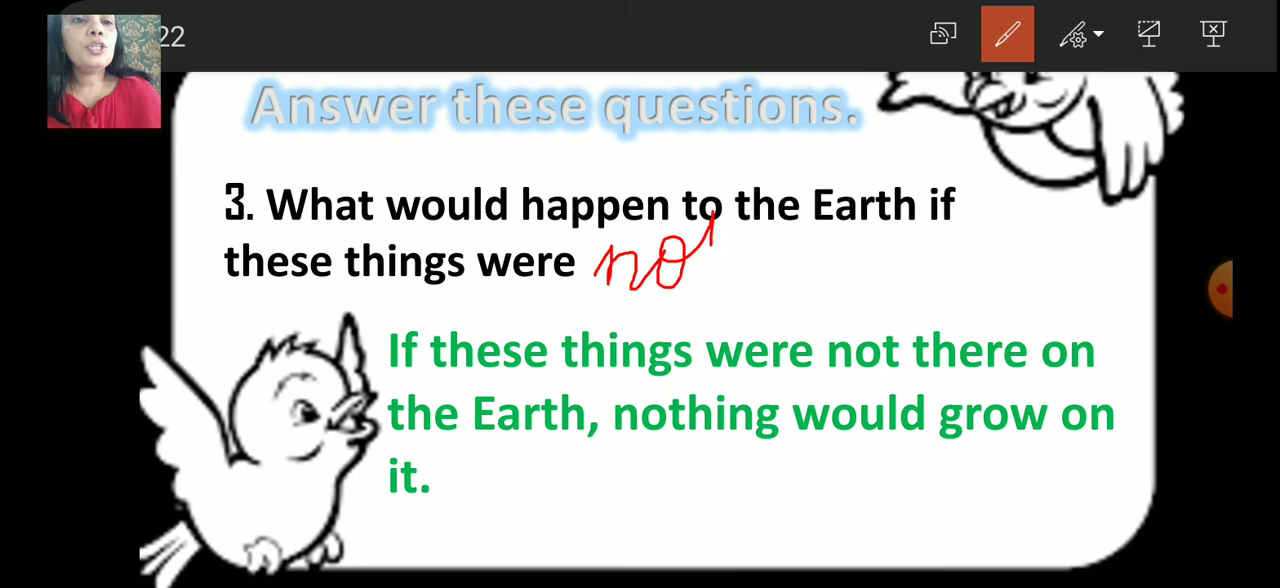 22
Answer these questions.
3. What would happen to the Earth if
these things were not
If these things were not there on
the Earth, nothing would grow on
it.